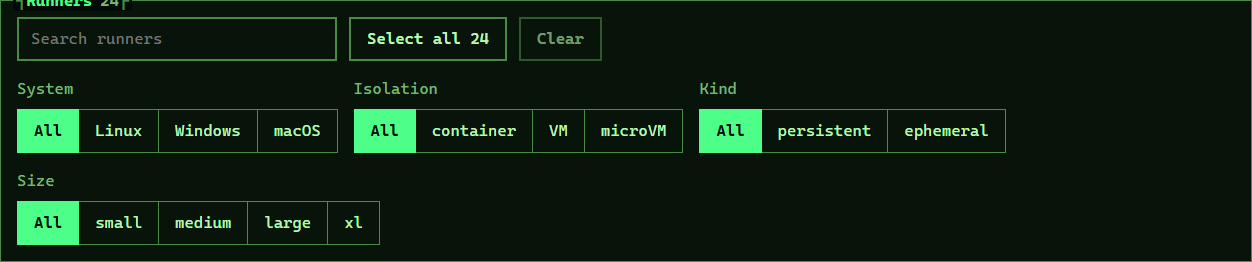 Runners 24
Search runners Select all 24 Clear
System Isolation Kind
All Linux Windows macOS All container VM microVM All persistent ephemeral
Size
All small medium large xl